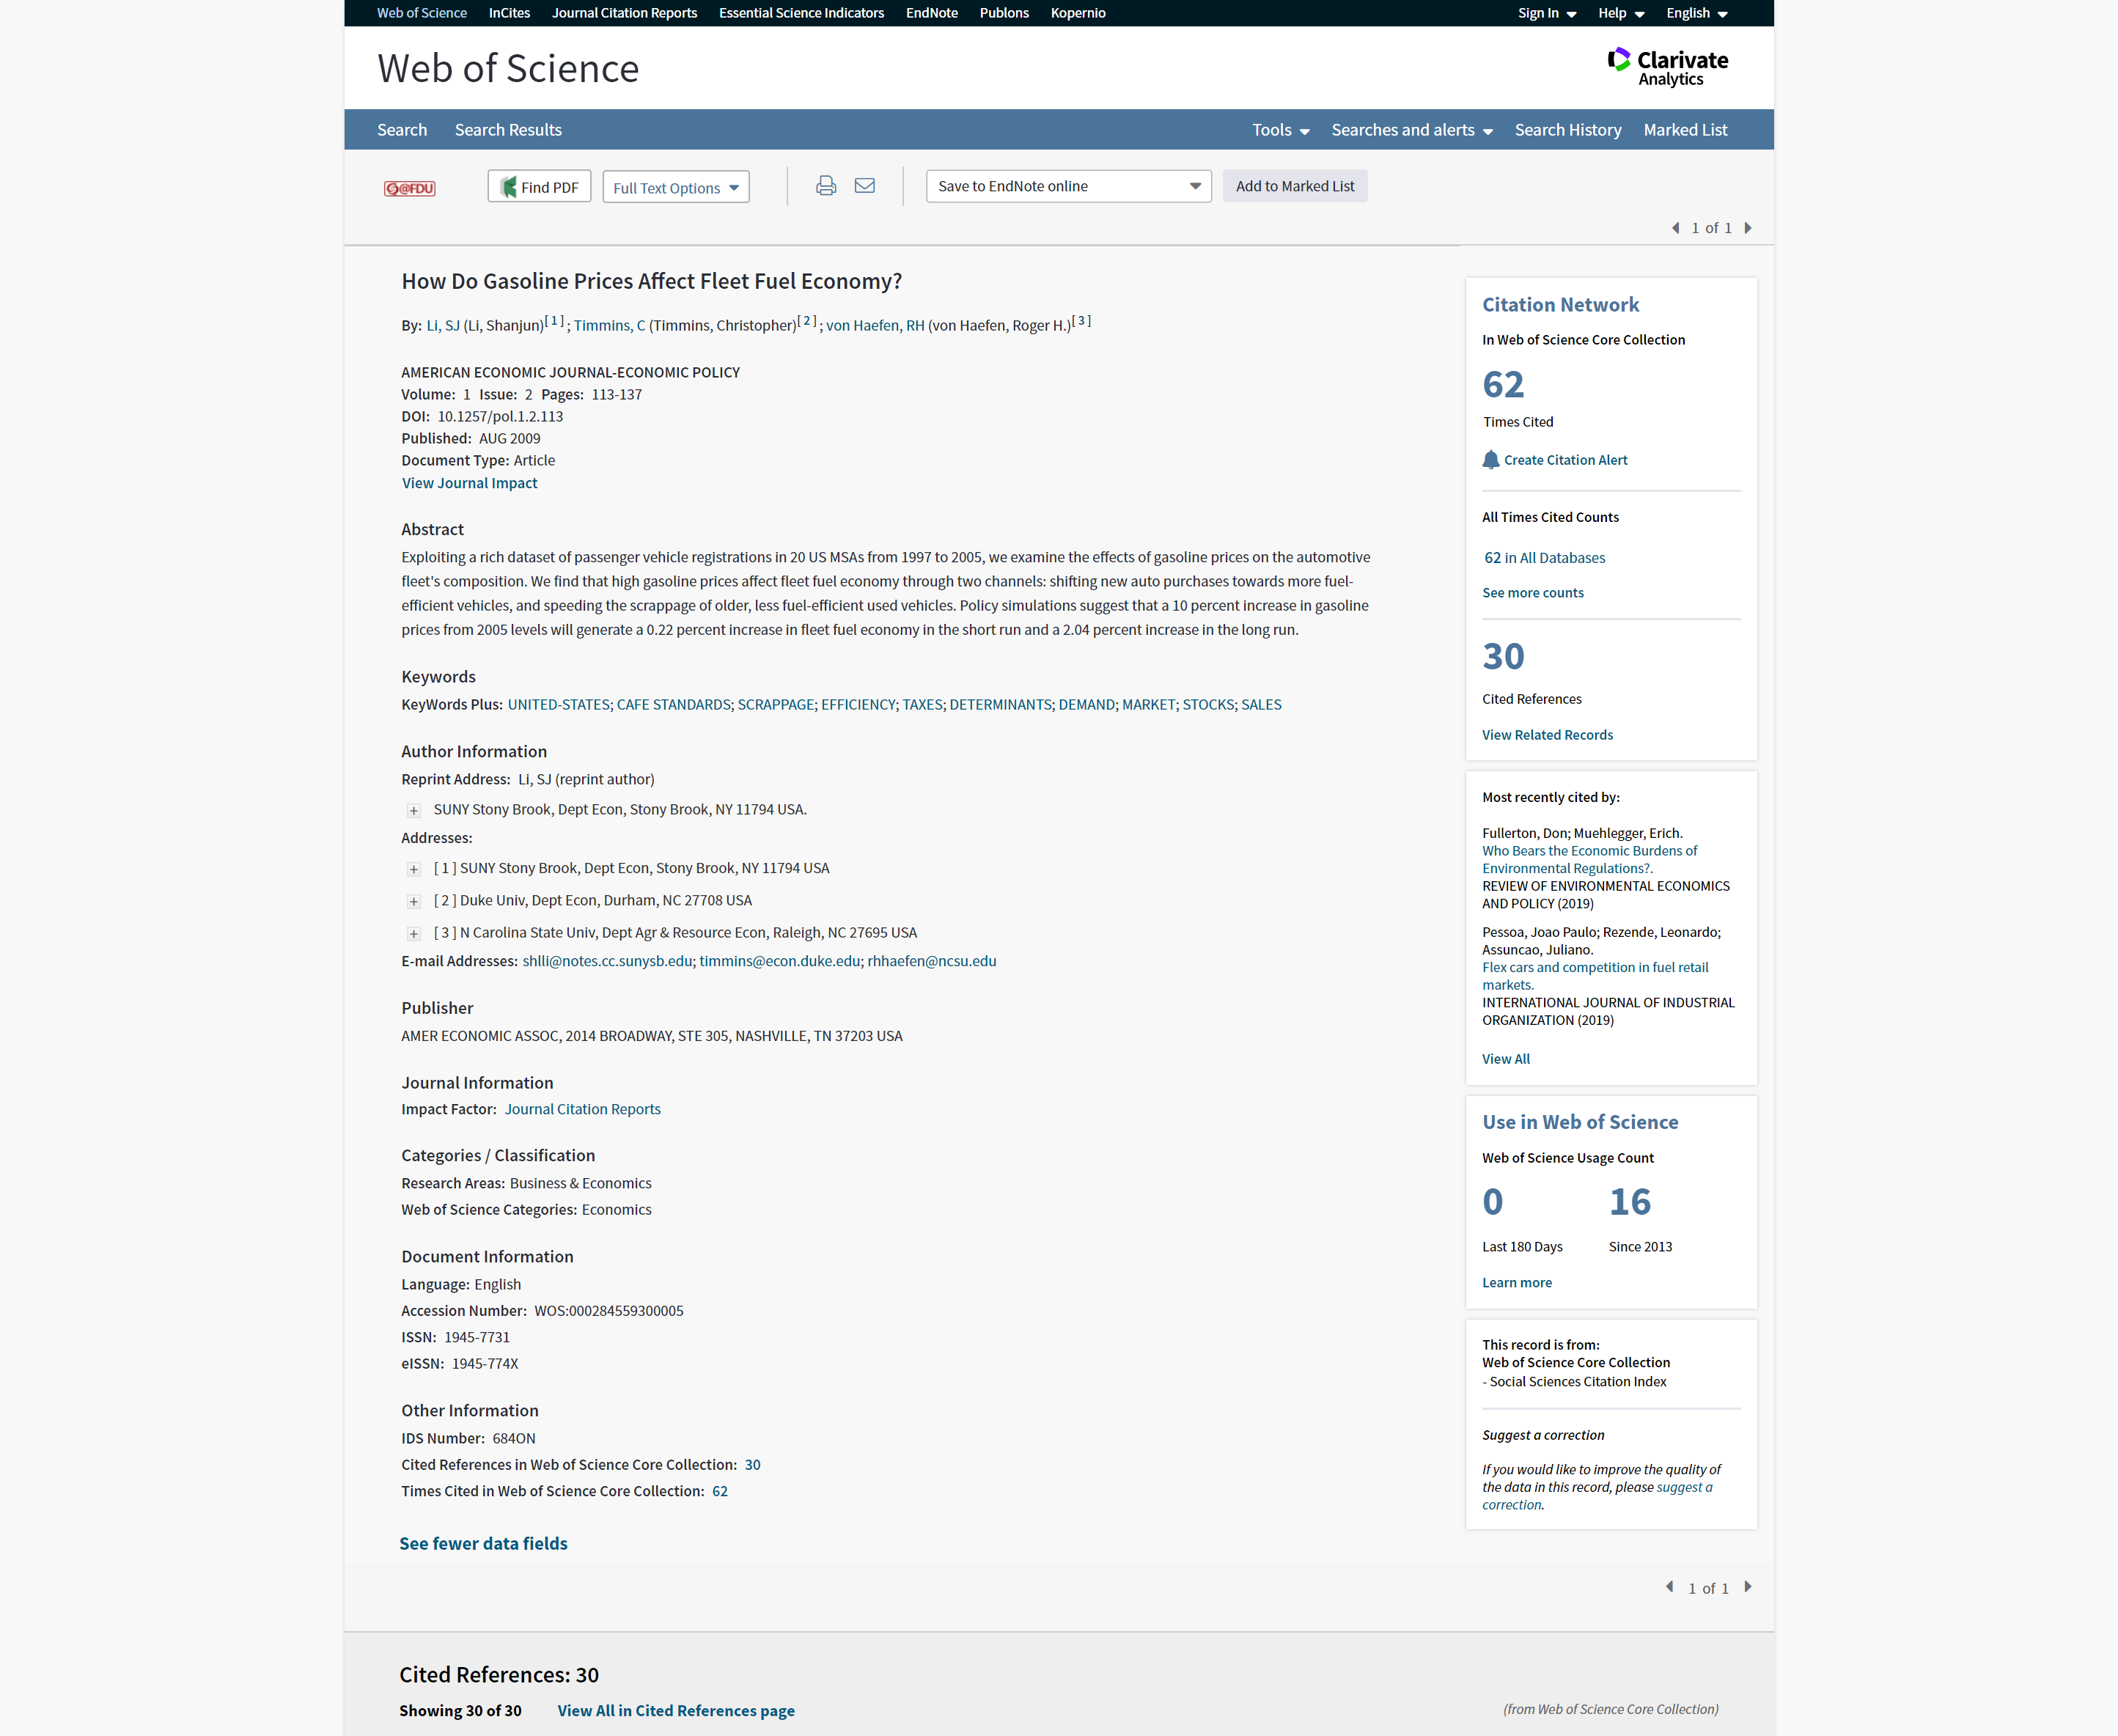 Web of Science InCites Journal Citation Reports Essential Science Indicators EndNote Publons Kopernio Sign In Help English
Web of Science
Clarivate
Analytics
Search Search Results Tools Searches and alerts Search History Marked List
@FDU Find PDF Full Text Options Save to EndNote online Add to Marked List
1 of 1
How Do Gasoline Prices Affect Fleet Fuel Economy?
By: Li, SJ (Li, Shanjun)[ 1 ] ; Timmins, C (Timmins, Christopher)[ 2 ] ; von Haefen, RH (von Haefen, Roger H.)[ 3 ]
AMERICAN ECONOMIC JOURNAL-ECONOMIC POLICY
Volume: 1 Issue: 2 Pages: 113-137
DOI: 10.1257/pol.1.2.113
Published: AUG 2009
Document Type: Article
View Journal Impact
Abstract
Exploiting a rich dataset of passenger vehicle registrations in 20 US MSAs from 1997 to 2005, we examine the effects of gasoline prices on the automotive
fleet's composition. We find that high gasoline prices affect fleet fuel economy through two channels: shifting new auto purchases towards more fuel-
efficient vehicles, and speeding the scrappage of older, less fuel-efficient used vehicles. Policy simulations suggest that a 10 percent increase in gasoline
prices from 2005 levels will generate a 0.22 percent increase in fleet fuel economy in the short run and a 2.04 percent increase in the long run.
Keywords
KeyWords Plus: UNITED-STATES; CAFE STANDARDS; SCRAPPAGE; EFFICIENCY; TAXES; DETERMINANTS; DEMAND; MARKET; STOCKS; SALES
Author Information
Reprint Address: Li, SJ (reprint author)
SUNY Stony Brook, Dept Econ, Stony Brook, NY 11794 USA.
Addresses:
[ 1 ] SUNY Stony Brook, Dept Econ, Stony Brook, NY 11794 USA
[ 2 ] Duke Univ, Dept Econ, Durham, NC 27708 USA
[ 3 ] N Carolina State Univ, Dept Agr & Resource Econ, Raleigh, NC 27695 USA
E-mail Addresses: shlli@notes.cc.sunysb.edu; timmins@econ.duke.edu; rhhaefen@ncsu.edu
Publisher
AMER ECONOMIC ASSOC, 2014 BROADWAY, STE 305, NASHVILLE, TN 37203 USA
Journal Information
Impact Factor: Journal Citation Reports
Categories / Classification
Research Areas: Business & Economics
Web of Science Categories: Economics
Document Information
Language: English
Accession Number: WOS:000284559300005
ISSN: 1945-7731
eISSN: 1945-774X
Other Information
IDS Number: 684ON
Cited References in Web of Science Core Collection: 30
Times Cited in Web of Science Core Collection: 62
See fewer data fields
Citation Network
In Web of Science Core Collection
62
Times Cited
Create Citation Alert
All Times Cited Counts
62 in All Databases
See more counts
30
Cited References
View Related Records
Most recently cited by:
Fullerton, Don; Muehlegger, Erich.
Who Bears the Economic Burdens of
Environmental Regulations?.
REVIEW OF ENVIRONMENTAL ECONOMICS
AND POLICY (2019)
Pessoa, Joao Paulo; Rezende, Leonardo;
Assuncao, Juliano.
Flex cars and competition in fuel retail
markets.
INTERNATIONAL JOURNAL OF INDUSTRIAL
ORGANIZATION (2019)
View All
Use in Web of Science
Web of Science Usage Count
0 16
Last 180 Days Since 2013
Learn more
This record is from:
Web of Science Core Collection
- Social Sciences Citation Index
Suggest a correction
If you would like to improve the quality of
the data in this record, please suggest a
correction.
1 of 1
Cited References: 30
Showing 30 of 30 View All in Cited References page (from Web of Science Core Collection)